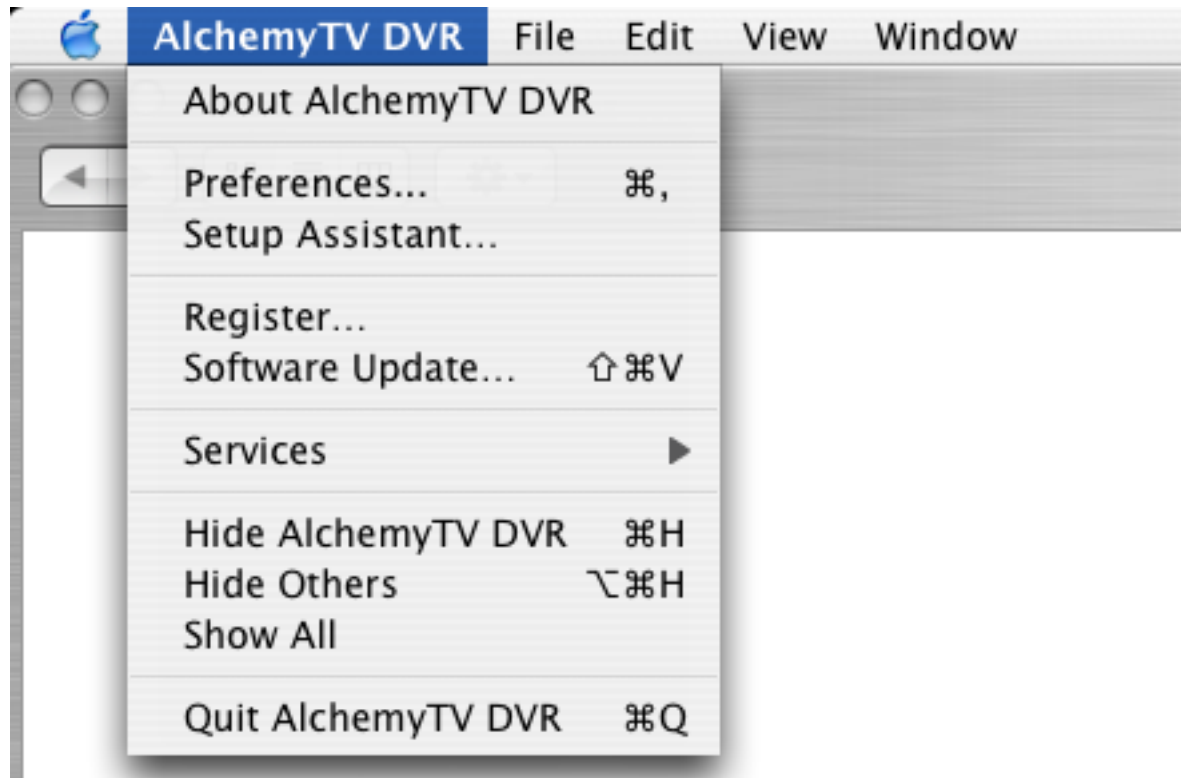 AlchemyTV DVR File Edit View Window
About AlchemyTV DVR
Preferences... ⌘,
Setup Assistant...
Register...
Software Update... ⇧⌘V
Services ▶
Hide AlchemyTV DVR ⌘H
Hide Others ⌥⌘H
Show All
Quit AlchemyTV DVR ⌘Q